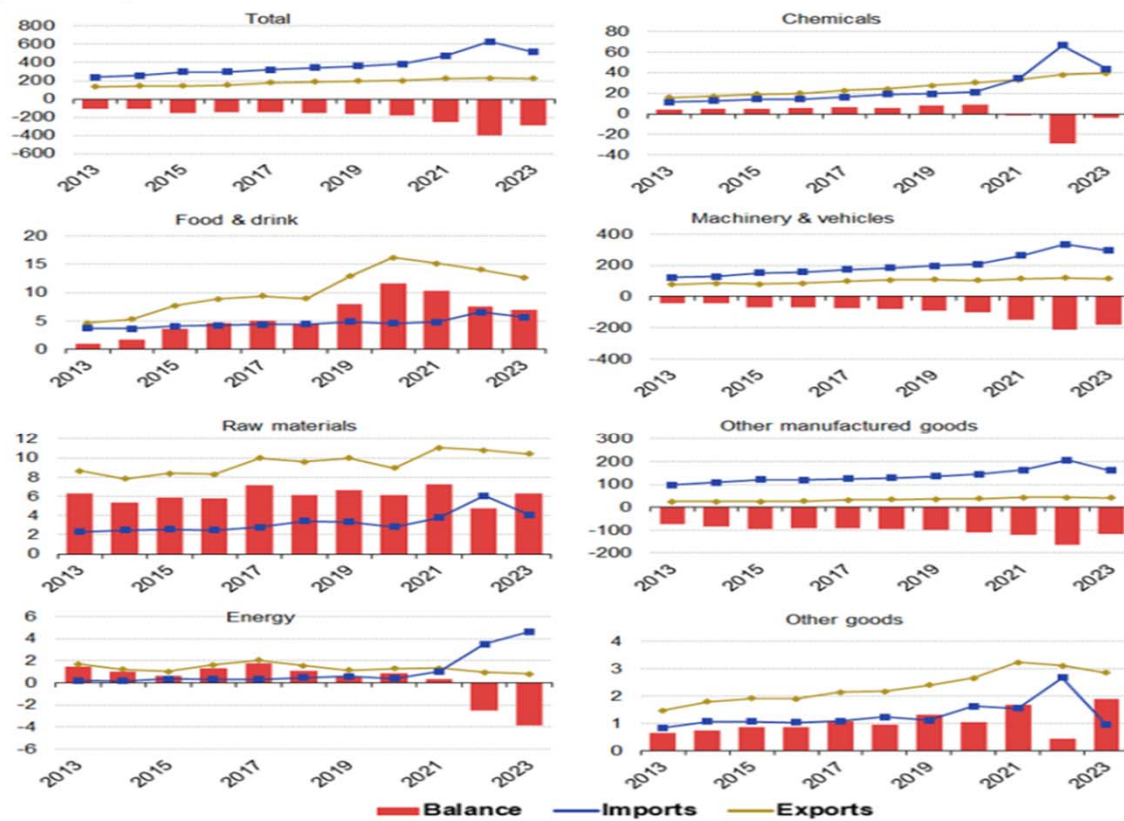 Total
800
600
400
200
0
-200
-400
-600
2013 2015 2017 2019 2021 2023
Chemicals
80
60
40
20
0
-20
-40
2013 2015 2017 2019 2021 2023
Food & drink
20
15
10
5
0
2013 2015 2017 2019 2021 2023
Machinery & vehicles
400
200
0
-200
-400
2013 2015 2017 2019 2021 2023
Raw materials
12
10
8
6
4
2
0
2013 2015 2017 2019 2021 2023
Other manufactured goods
300
200
100
0
-100
-200
2013 2015 2017 2019 2021 2023
Energy
6
4
2
0
-2
-4
-6
2013 2015 2017 2019 2021 2023
Other goods
4
3
2
1
0
2013 2015 2017 2019 2021 2023
Balance Imports Exports